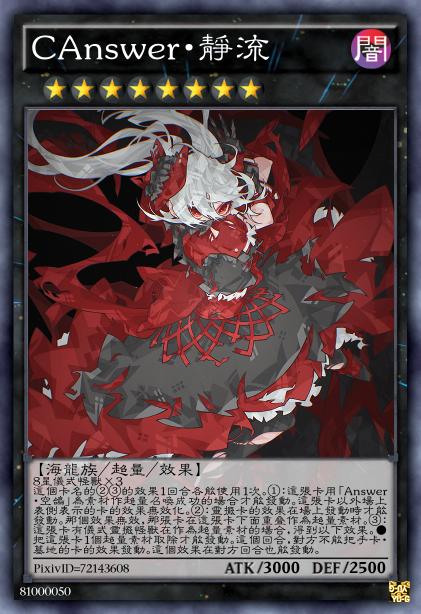 CAnswer・靜流
闇
【海龍族／超量／效果】
8星儀式怪獸×3
這個卡名的②③的效果1回合各能使用1次。①：這張卡用「Answer
・空鴿」為素材作超量召喚成功的場合才能發動。這張卡以外場上
表側表示的卡的效果無效化。②：靈擺卡的效果在場上發動時才能
發動。那個效果無效，那張卡在這張卡下面重疊作為超量素材。③：
這張卡有儀式靈擺怪獸在作為超量素材的場合，得到以下效果。●
把這張卡1個超量素材取除才能發動。這個回合，對方不能把手卡・
墓地的卡的效果發動。這個效果在對方回合也能發動。
PixivID=72143608
ATK/3000 DEF/2500
81000050